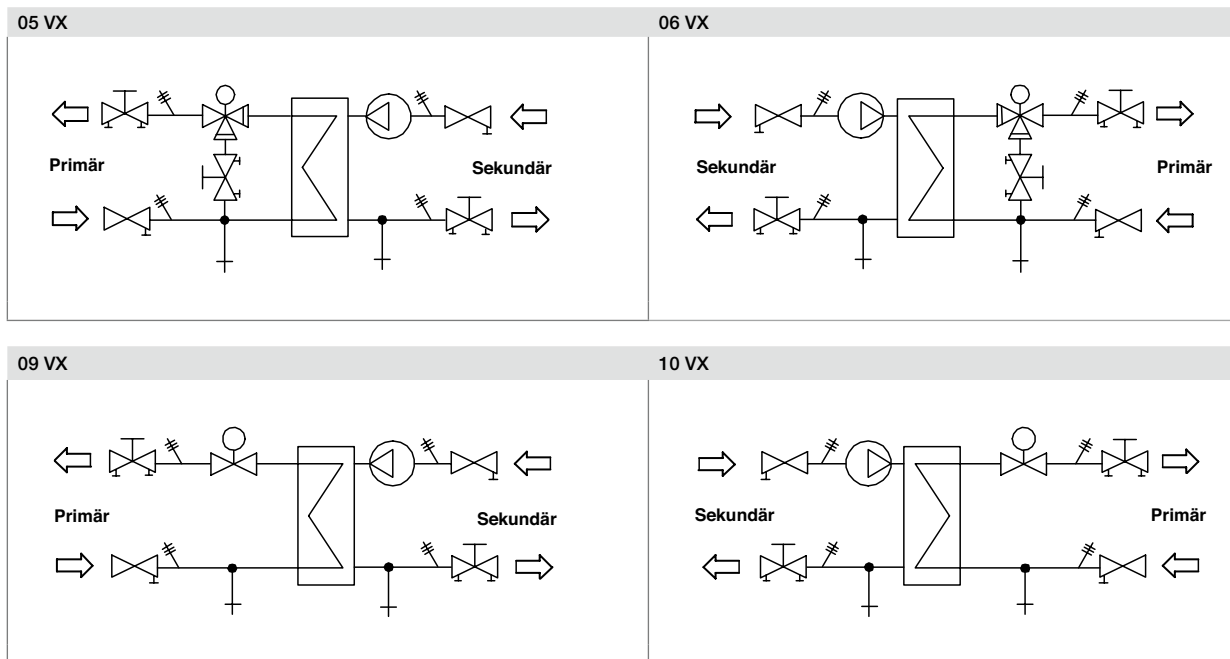 05 VX
06 VX
Primär
Sekundär
Sekundär
Primär
09 VX
10 VX
Primär
Sekundär
Sekundär
Primär